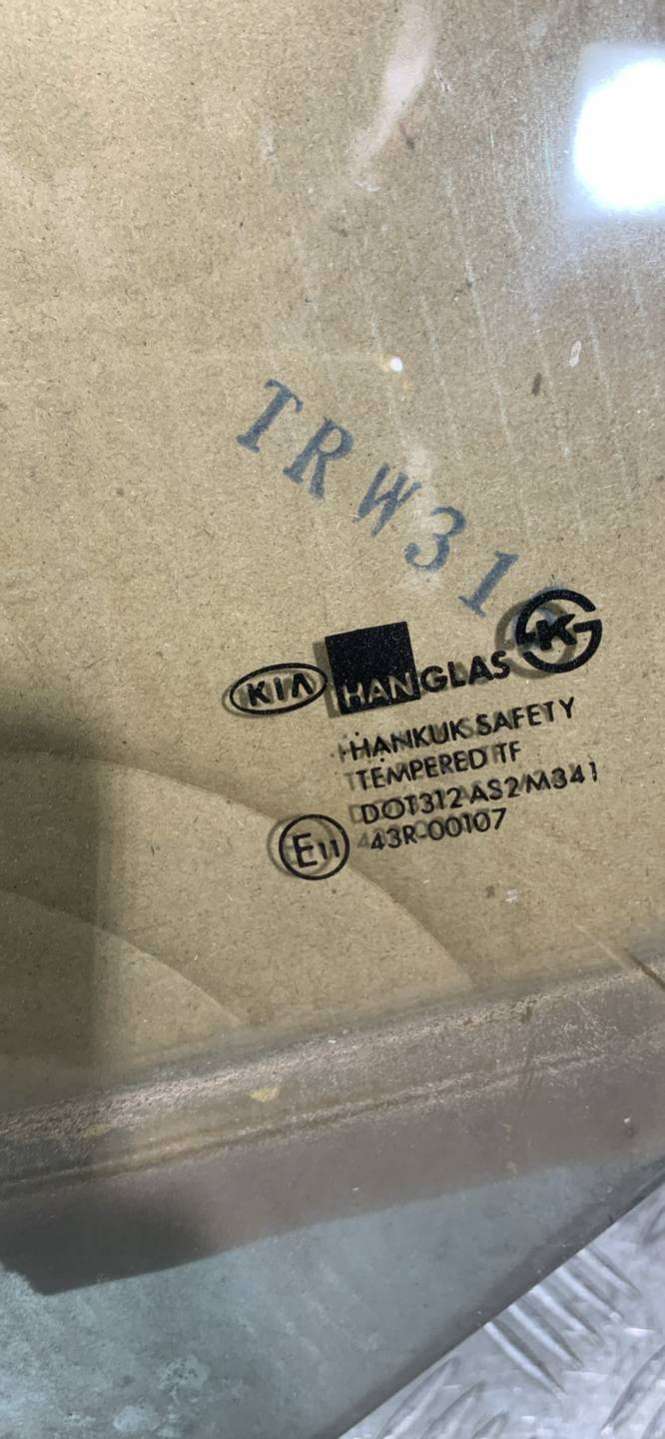 TRW31
KIA HANGLAS K
HANKUK SAFETY
TEMPERED TF
DOT312 AS2 M341
E11 43R-00107